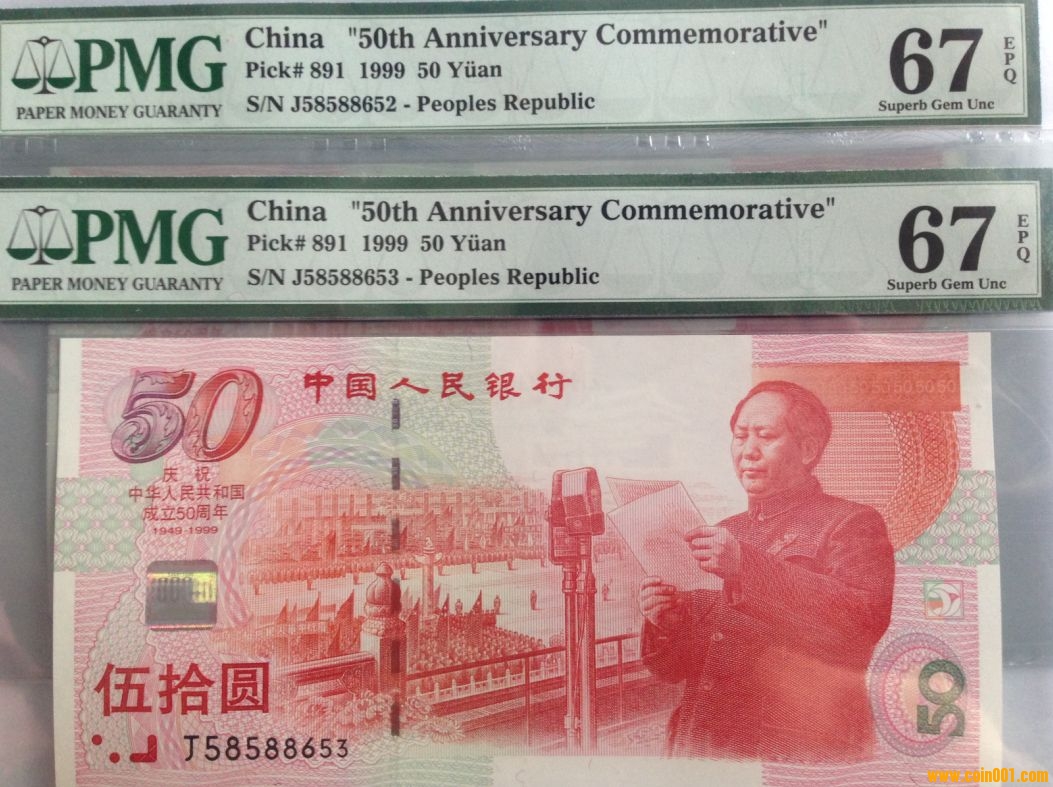 PMG
PAPER MONEY GUARANTY
China "50th Anniversary Commemorative"
Pick# 891 1999 50 Yüan
S/N J58588652 - Peoples Republic
67
EPQ
Superb Gem Unc
PMG
PAPER MONEY GUARANTY
China "50th Anniversary Commemorative"
Pick# 891 1999 50 Yüan
S/N J58588653 - Peoples Republic
67
EPQ
Superb Gem Unc
50
中国人民银行
庆祝
中华人民共和国
成立50周年
1949-1999
伍拾圆
J58588653
50
www.coin001.com